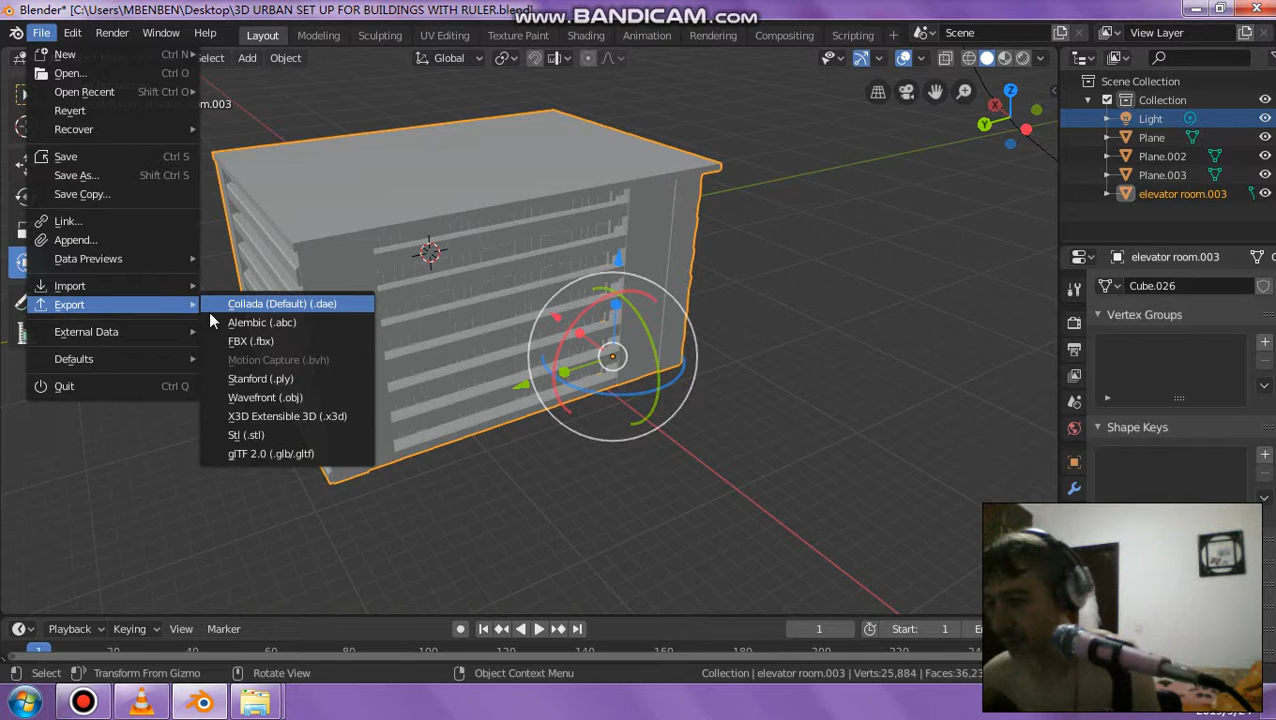 Blender* [C:\Users\MBENBEN\Desktop\3D URBAN SET UP FOR BUILDINGS WITH RULER.blend]
www.BANDICAM.com
File Edit Render Window Help
Layout Modeling Sculpting UV Editing Texture Paint Shading Animation Rendering Compositing Scripting
Scene
View Layer
New Ctrl N
Open... Ctrl O
Open Recent Shift Ctrl O
Revert
Recover
Save Ctrl S
Save As... Shift Ctrl S
Save Copy...
Link...
Append...
Data Previews
Import
Export
External Data
Defaults
Quit Ctrl Q
Collada (Default) (.dae)
Alembic (.abc)
FBX (.fbx)
Motion Capture (.bvh)
Stanford (.ply)
Wavefront (.obj)
X3D Extensible 3D (.x3d)
Stl (.stl)
glTF 2.0 (.glb/.gltf)
Add Object
Global
room.003
Z
X
Y
Scene Collection
Collection
Light
Plane
Plane.002
Plane.003
elevator room.003
elevator room.003
Cube.026
Vertex Groups
Shape Keys
Playback Keying View Marker
1
Start: 1
1
Select
Transform From Gizmo
Rotate View
Object Context Menu
Collection | elevator room.003 | Verts:25,884 | Faces:36,23